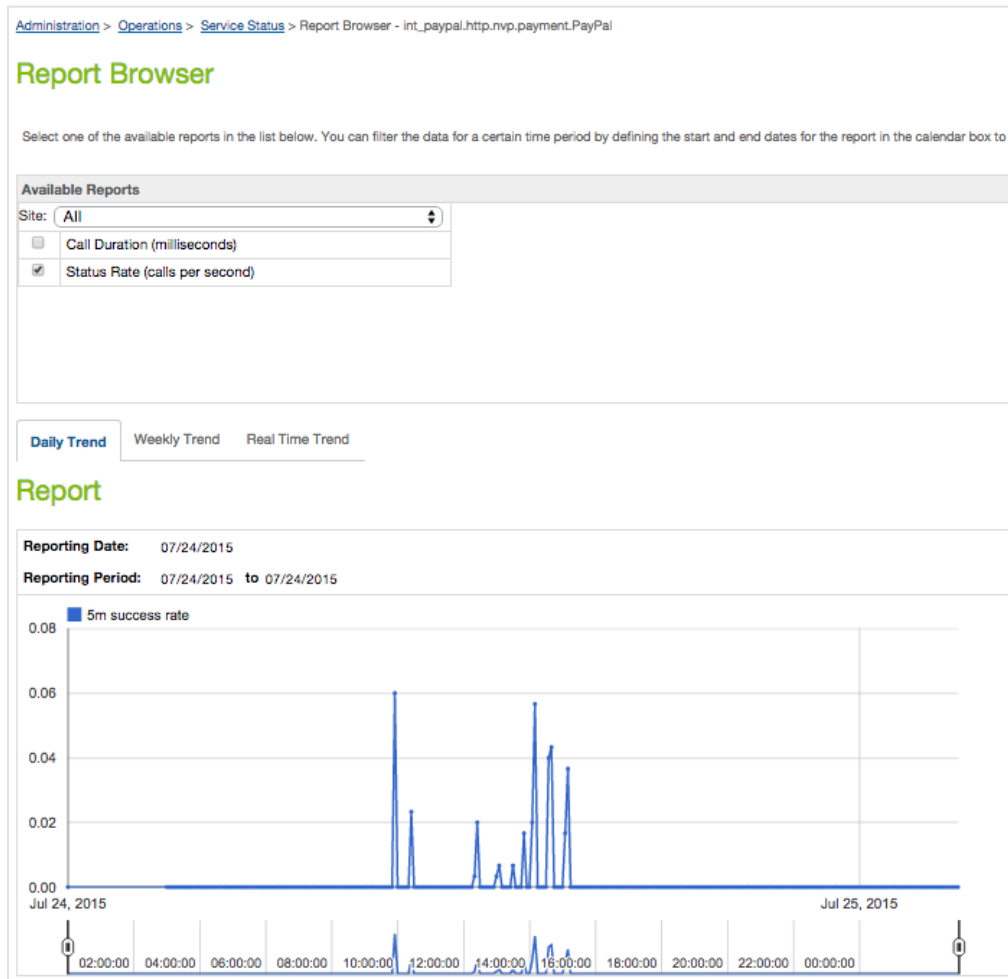 Administration > Operations > Service Status > Report Browser - int_paypal.http.nvp.payment.PayPal
Report Browser
Select one of the available reports in the list below. You can filter the data for a certain time period by defining the start and end dates for the report in the calendar box to
Available Reports
Site: All
Call Duration (milliseconds)
Status Rate (calls per second)
Daily Trend Weekly Trend Real Time Trend
Report
Reporting Date: 07/24/2015
Reporting Period: 07/24/2015 to 07/24/2015
5m success rate
0.08
0.06
0.04
0.02
0.00
Jul 24, 2015 Jul 25, 2015
02:00:00 04:00:00 06:00:00 08:00:00 10:00:00 12:00:00 14:00:00 16:00:00 18:00:00 20:00:00 22:00:00 00:00:00